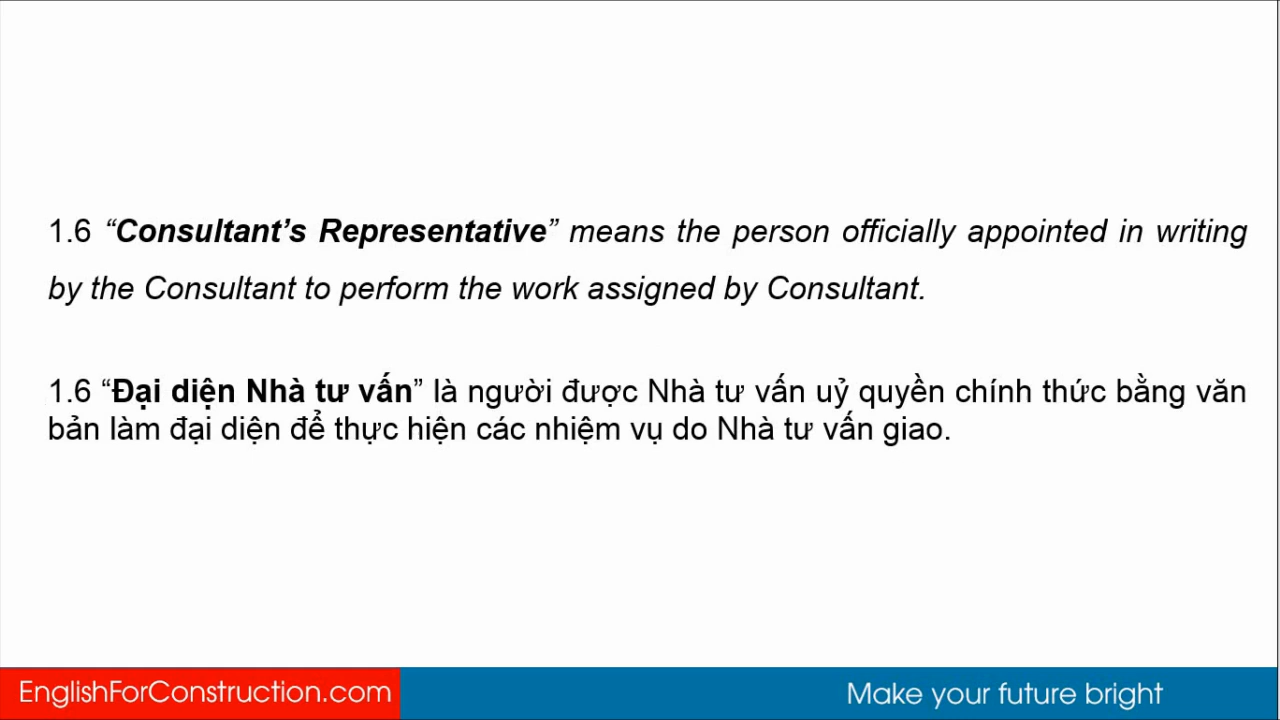 1.6 “Consultant’s Representative” means the person officially appointed in writing
by the Consultant to perform the work assigned by Consultant.
1.6 “Đại diện Nhà tư vấn” là người được Nhà tư vấn uỷ quyền chính thức bằng văn
bản làm đại diện để thực hiện các nhiệm vụ do Nhà tư vấn giao.
EnglishForConstruction.com
Make your future bright